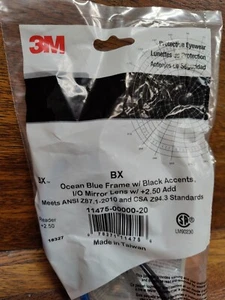 3M
Protective Eyewear
Lunettes de Protection
Anteojos de Seguridad
BX
BX
Ocean Blue Frame w/ Black Accents
I/O Mirror Lens w/ +2.50 Add
Meets ANSI Z87.1-2010 and CSA Z94.3 Standards
11475-00000-20
Reader
+2.50
Made in Taiwan